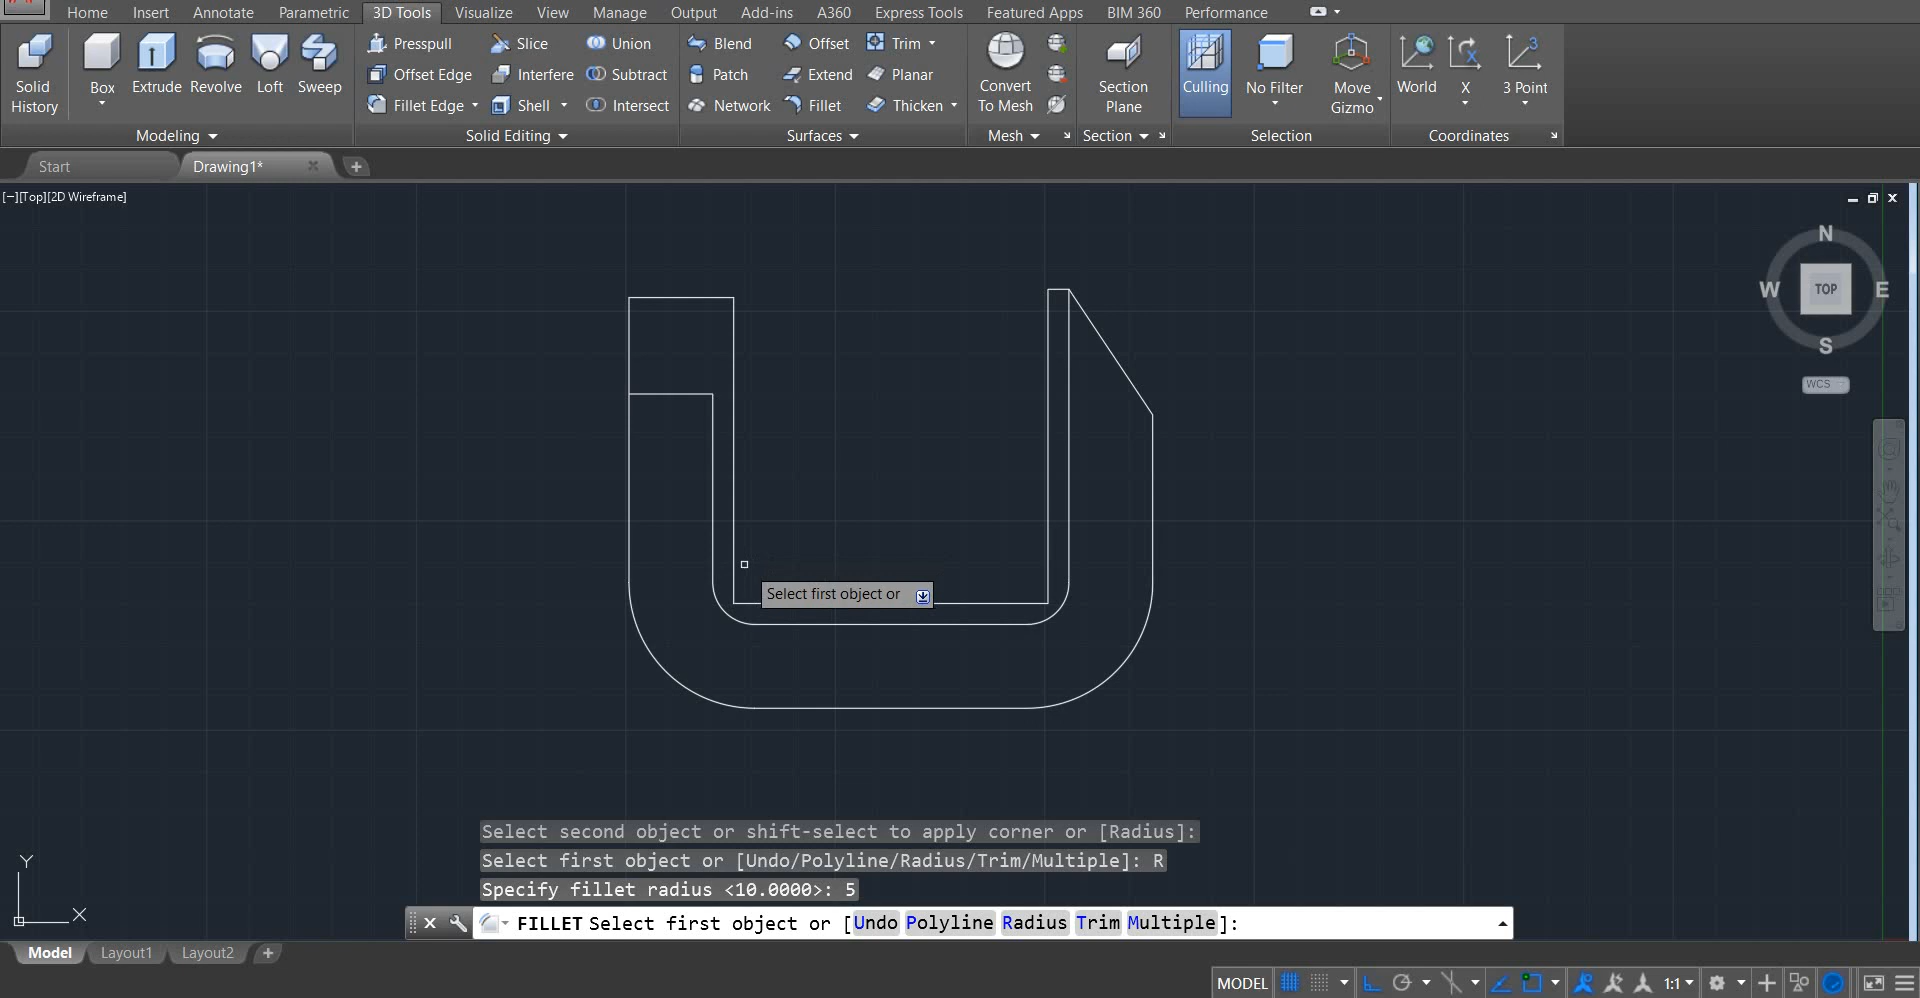 Home Insert Annotate Parametric 3D Tools Visualize View Manage Output Add-ins A360 Express Tools Featured Apps BIM 360 Performance
Presspull Slice Union Blend Offset Trim
Offset Edge Interfere Subtract Patch Extend Planar
Solid History Box Extrude Revolve Loft Sweep
Fillet Edge Shell Intersect Network Fillet Thicken
Convert To Mesh Section Plane Culling No Filter Move Gizmo World X 3 Point
Modeling Solid Editing Surfaces Mesh Section Selection Coordinates
Start Drawing1*
[−][Top][2D Wireframe]
N
W TOP E
S
WCS
Select first object or
Select second object or shift-select to apply corner or [Radius]:
Select first object or [Undo/Polyline/Radius/Trim/Multiple]: R
Specify fillet radius <10.0000>: 5
FILLET Select first object or [Undo Polyline Radius Trim Multiple]:
Y
X
Model Layout1 Layout2
MODEL 1:1